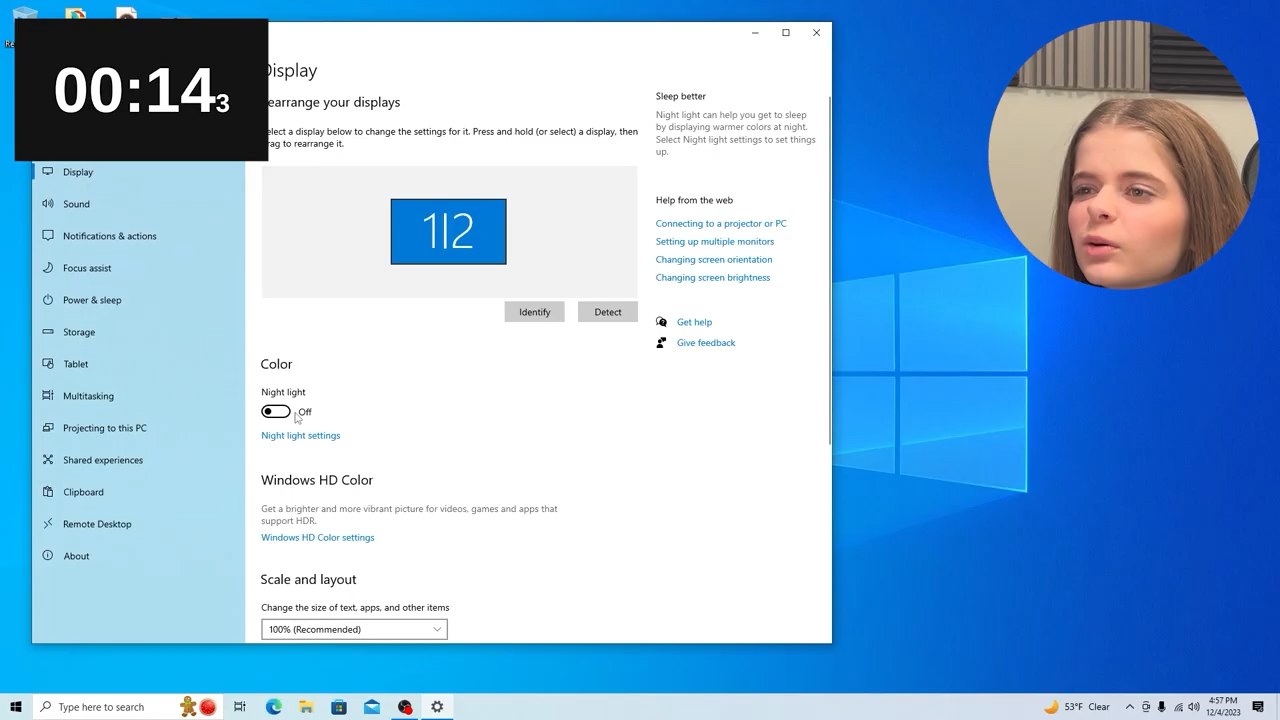 00:143
Display
Rearrange your displays
Select a display below to change the settings for it. Press and hold (or select) a display, then
drag to rearrange it.
1|2
Identify
Detect
Color
Night light
Off
Night light settings
Windows HD Color
Get a brighter and more vibrant picture for videos, games and apps that
support HDR.
Windows HD Color settings
Scale and layout
Change the size of text, apps, and other items
100% (Recommended)
Display
Sound
Notifications & actions
Focus assist
Power & sleep
Storage
Tablet
Multitasking
Projecting to this PC
Shared experiences
Clipboard
Remote Desktop
About
Sleep better
Night light can help you get to sleep
by displaying warmer colors at night.
Select Night light settings to set things
up.
Help from the web
Connecting to a projector or PC
Setting up multiple monitors
Changing screen orientation
Changing screen brightness
Get help
Give feedback
Type here to search
53°F Clear
4:57 PM
12/4/2023